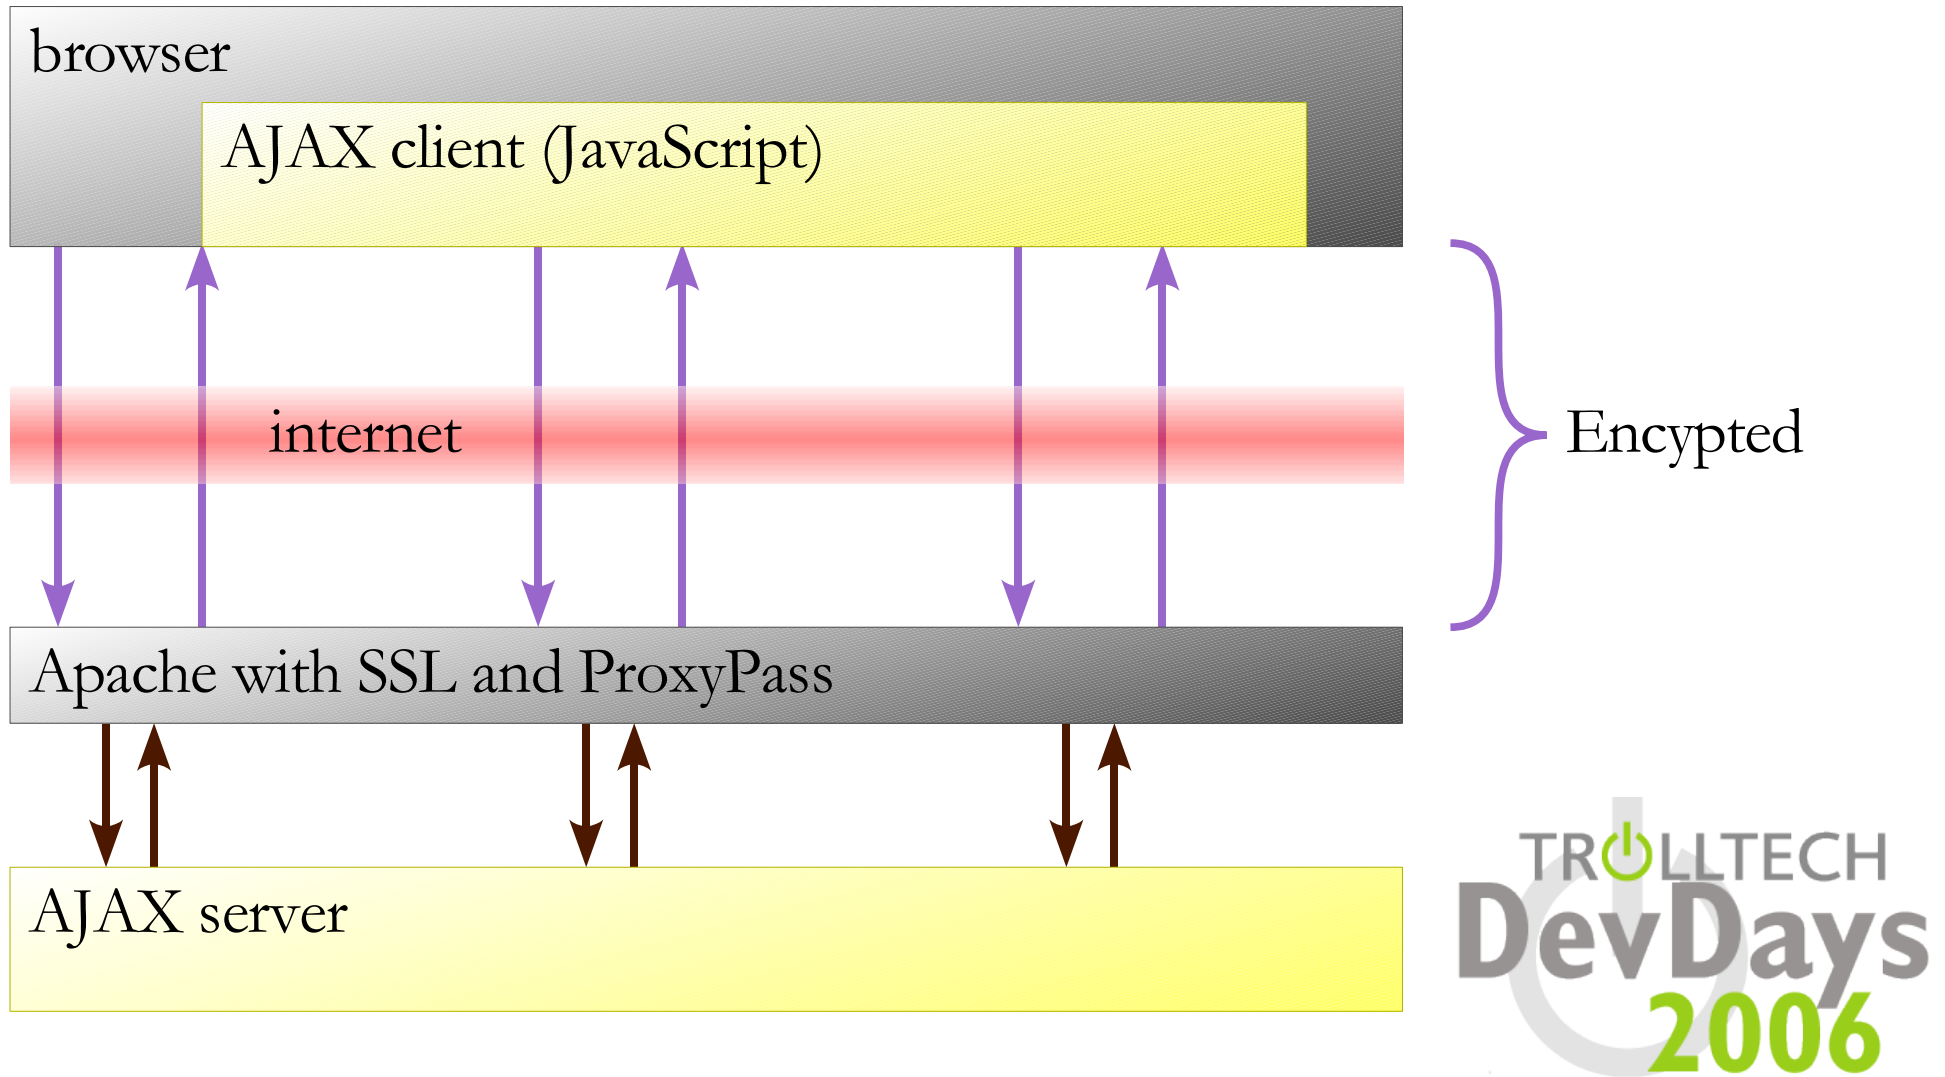 browser
AJAX client (JavaScript)
internet
Encypted
Apache with SSL and ProxyPass
AJAX server
TROLLTECH
DevDays
2006